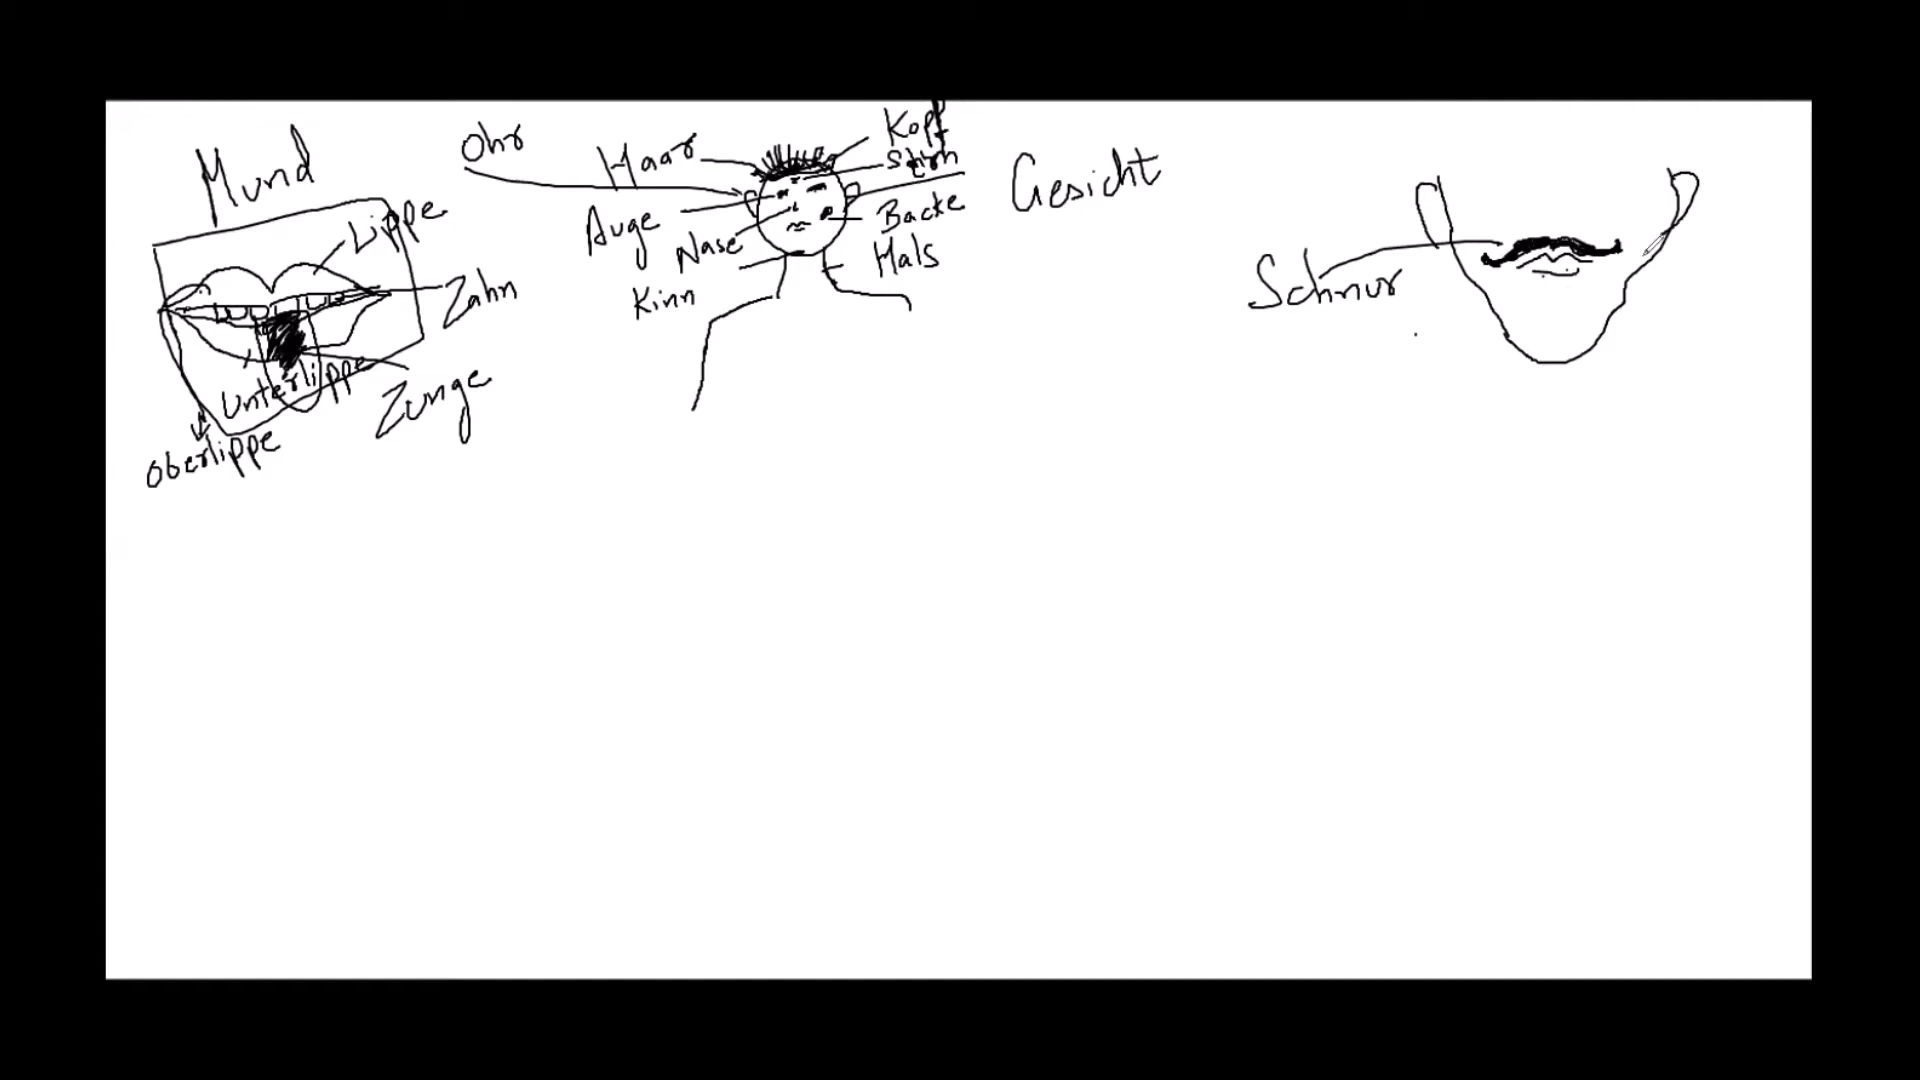 Mund
Lippe
Zahn
Unterlippe
Zunge
Oberlippe
Ohr
Haar
Auge
Nase
Kinn
Kopf
Stirn
Backe
Hals
Gesicht
Schnur